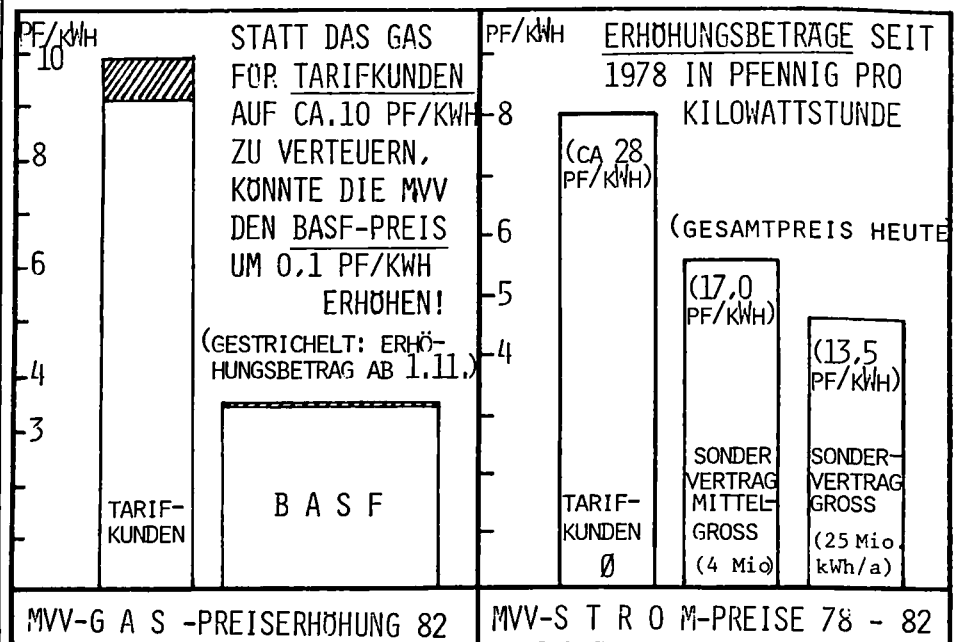 PF/KWH
10
8
6
4
3
STATT DAS GAS
FÜR TARIFKUNDEN
AUF CA.10 PF/KWH
ZU VERTEUERN,
KÖNNTE DIE MVV
DEN BASF-PREIS
UM 0,1 PF/KWH
ERHÖHEN!
(GESTRICHELT: ERHÖ-
HUNGSBETRAG AB 1.11.)
TARIF-
KUNDEN
B A S F
MVV-G A S -PREISERHÖHUNG 82
PF/KWH
8
6
5
4
ERHÖHUNGSBETRÄGE SEIT
1978 IN PFENNIG PRO
KILOWATTSTUNDE
(GESAMTPREIS HEUTE
(CA 28
PF/KWH)
TARIF-
KUNDEN
Ø
(17,0
PF/KWH)
SONDER
VERTRAG
MITTEL-
GROSS
(4 Mio)
(13,5
PF/KWH)
SONDER-
VERTRAG
GROSS
(25 Mio.
kWh/a)
MVV-S T R O M-PREISE 78 - 82